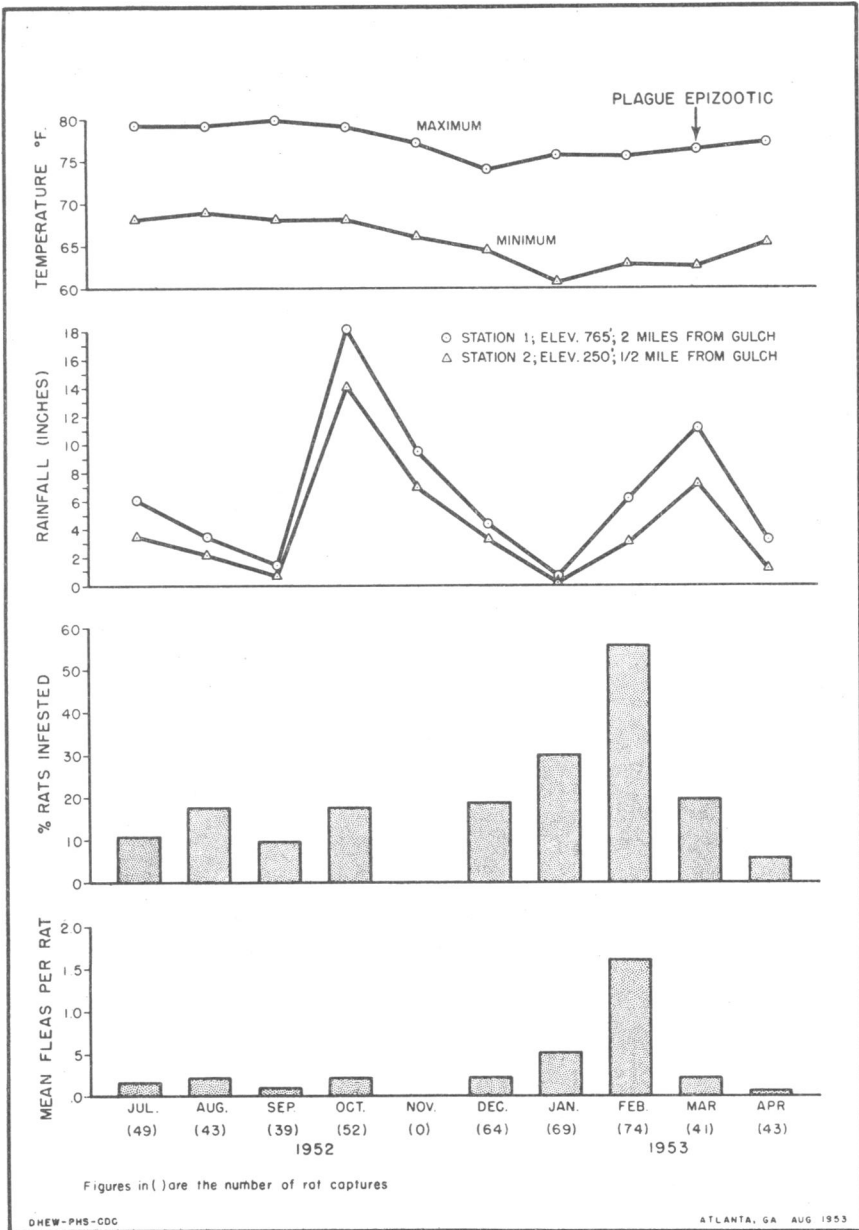 PLAGUE EPIZOOTIC
TEMPERATURE °F.
80
75
70
65
60
MAXIMUM
MINIMUM
RAINFALL (INCHES)
18
16
14
12
10
8
6
4
2
0
STATION 1; ELEV. 765'; 2 MILES FROM GULCH
STATION 2; ELEV. 250'; 1/2 MILE FROM GULCH
% RATS INFESTED
60
50
40
30
20
10
0
MEAN FLEAS PER RAT
2.0
1.5
1.0
.5
.0
JUL. AUG. SEP. OCT. NOV. DEC. JAN. FEB. MAR APR
(49) (43) (39) (52) (0) (64) (69) (74) (41) (43)
1952 1953
Figures in ( ) are the number of rat captures
DHEW-PHS-CDC ATLANTA, GA AUG 1953